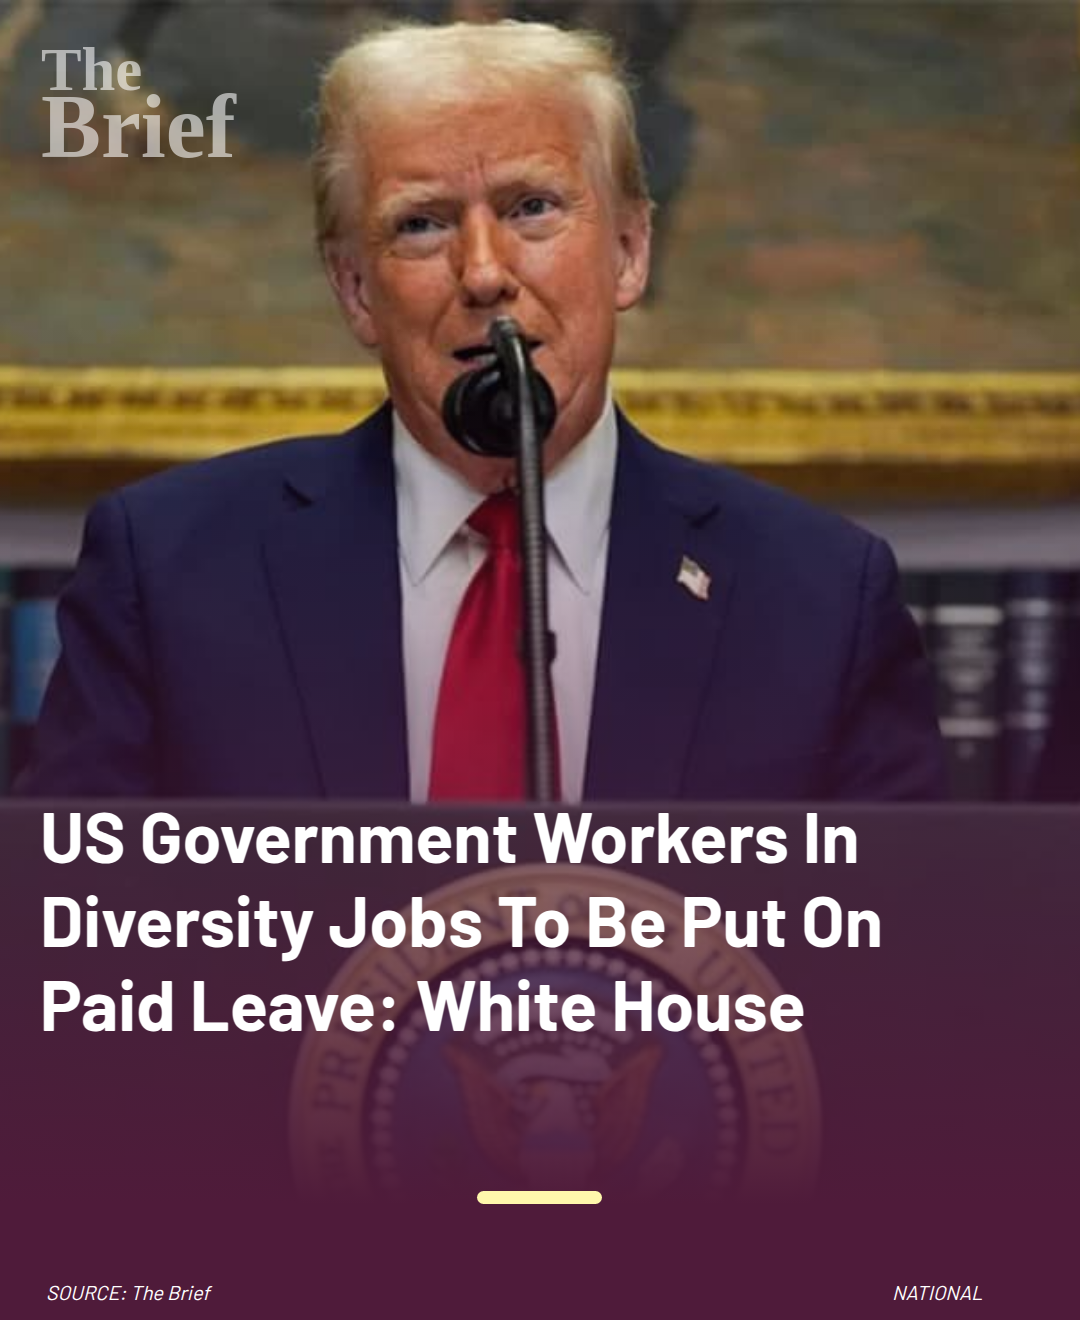 The
Brief
US Government Workers In
Diversity Jobs To Be Put On
Paid Leave: White House
SOURCE: The Brief
NATIONAL